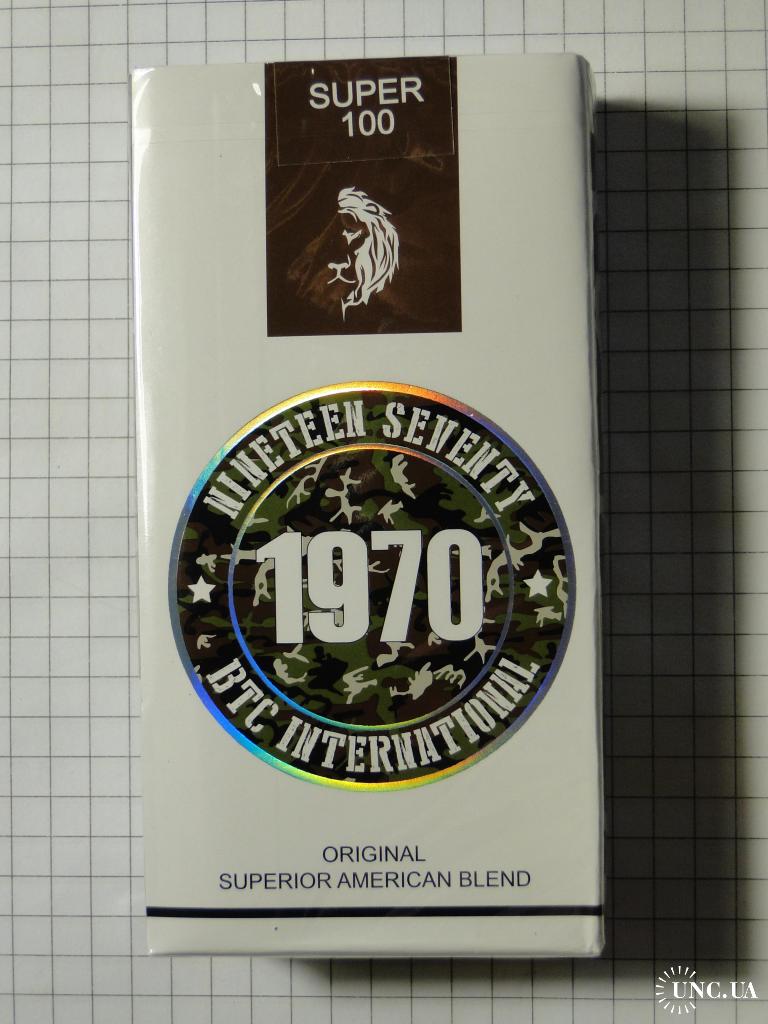 SUPER
100
NINETEEN SEVENTY
1970
BTC INTERNATIONAL
ORIGINAL
SUPERIOR AMERICAN BLEND
UNC.UA